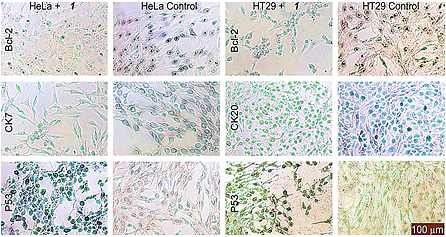 HeLa + 1
HeLa Control
HT29 + 1
HT29 Control
Bcl-2
Bcl-2
CK7
CK20
P53
P53
100 µm